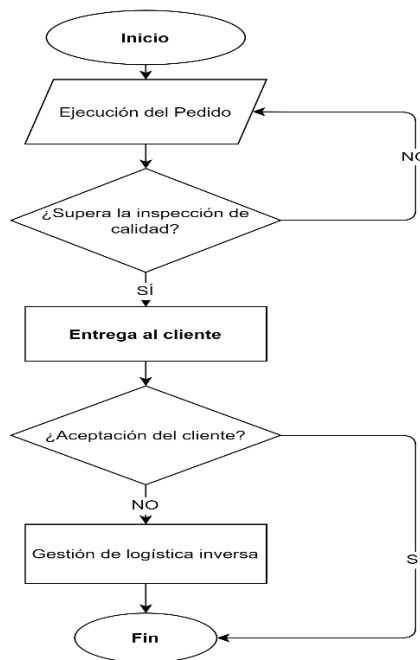 Inicio
Ejecución del Pedido
NO
¿Supera la inspección de
calidad?
SÍ
Entrega al cliente
¿Aceptación del cliente?
NO
Gestión de logística inversa
S
Fin